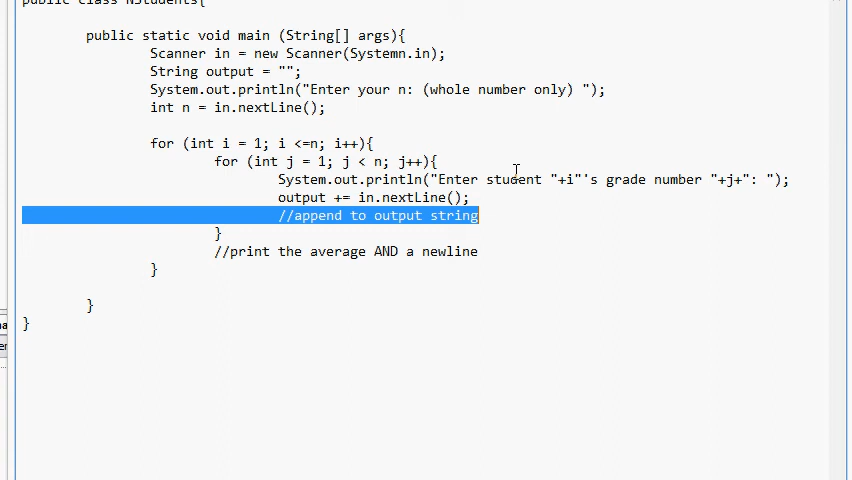 public class NStudents{
public static void main (String[] args){
Scanner in = new Scanner(Systemn.in);
String output = "";
System.out.println("Enter your n: (whole number only) ");
int n = in.nextLine();
for (int i = 1; i <=n; i++){
for (int j = 1; j < n; j++){
System.out.println("Enter student "+i"'s grade number "+j+": ");
output += in.nextLine();
//append to output string
}
//print the average AND a newline
}
}
}